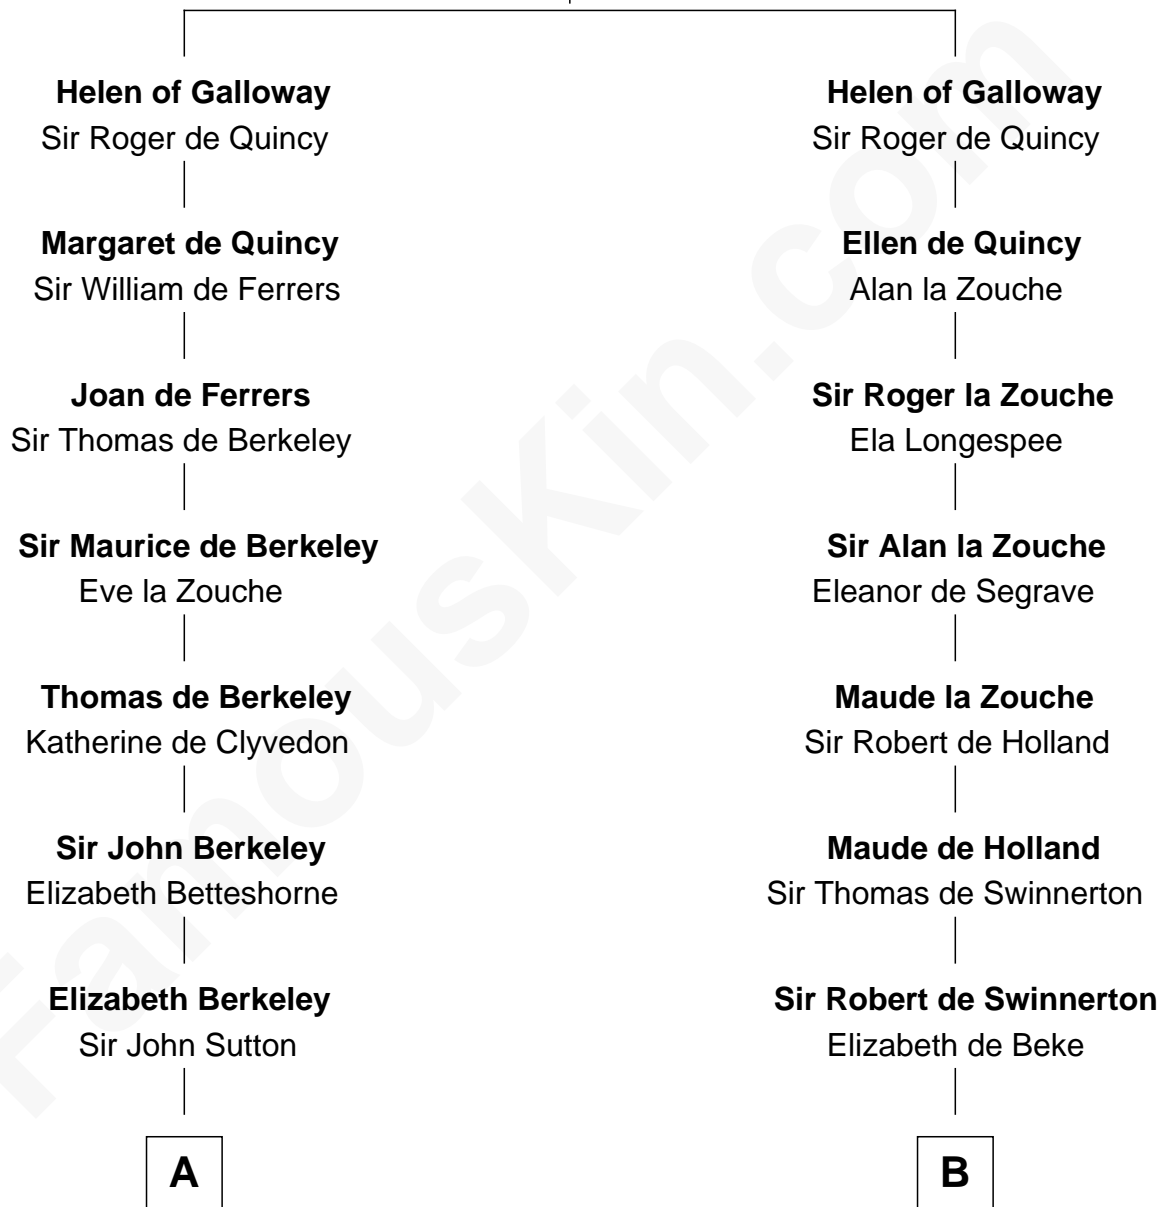 Helen of Galloway
Sir Roger de Quincy
Helen of Galloway
Sir Roger de Quincy
Margaret de Quincy
Sir William de Ferrers
Ellen de Quincy
Alan la Zouche
Joan de Ferrers
Sir Thomas de Berkeley
Sir Roger la Zouche
Ela Longespee
Sir Maurice de Berkeley
Eve la Zouche
Sir Alan la Zouche
Eleanor de Segrave
Thomas de Berkeley
Katherine de Clyvedon
Maude la Zouche
Sir Robert de Holland
Sir John Berkeley
Elizabeth Betteshorne
Maude de Holland
Sir Thomas de Swinnerton
Elizabeth Berkeley
Sir John Sutton
Sir Robert de Swinnerton
Elizabeth de Beke
A
B
FamousKin.com